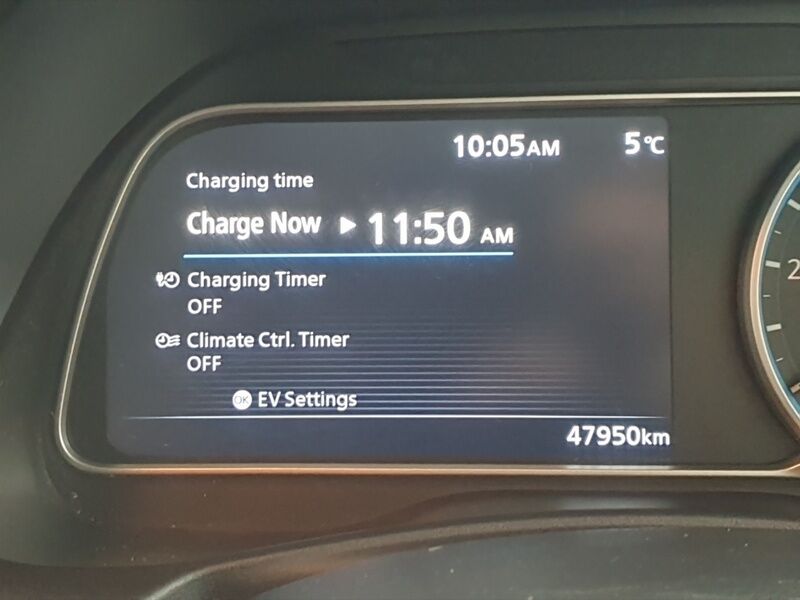 10:05AM 5°C
Charging time
Charge Now ▶ 11:50 AM
Charging Timer
OFF
Climate Ctrl. Timer
OFF
OK EV Settings
47950km
2